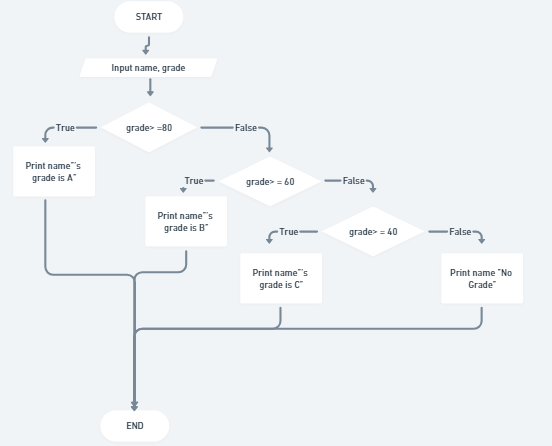 START
Input name, grade
grade> =80
True
False
Print name"'s
grade is A"
grade> = 60
True
False
Print name"'s
grade is B"
grade> = 40
True
False
Print name"'s
grade is C"
Print name "No
Grade"
END